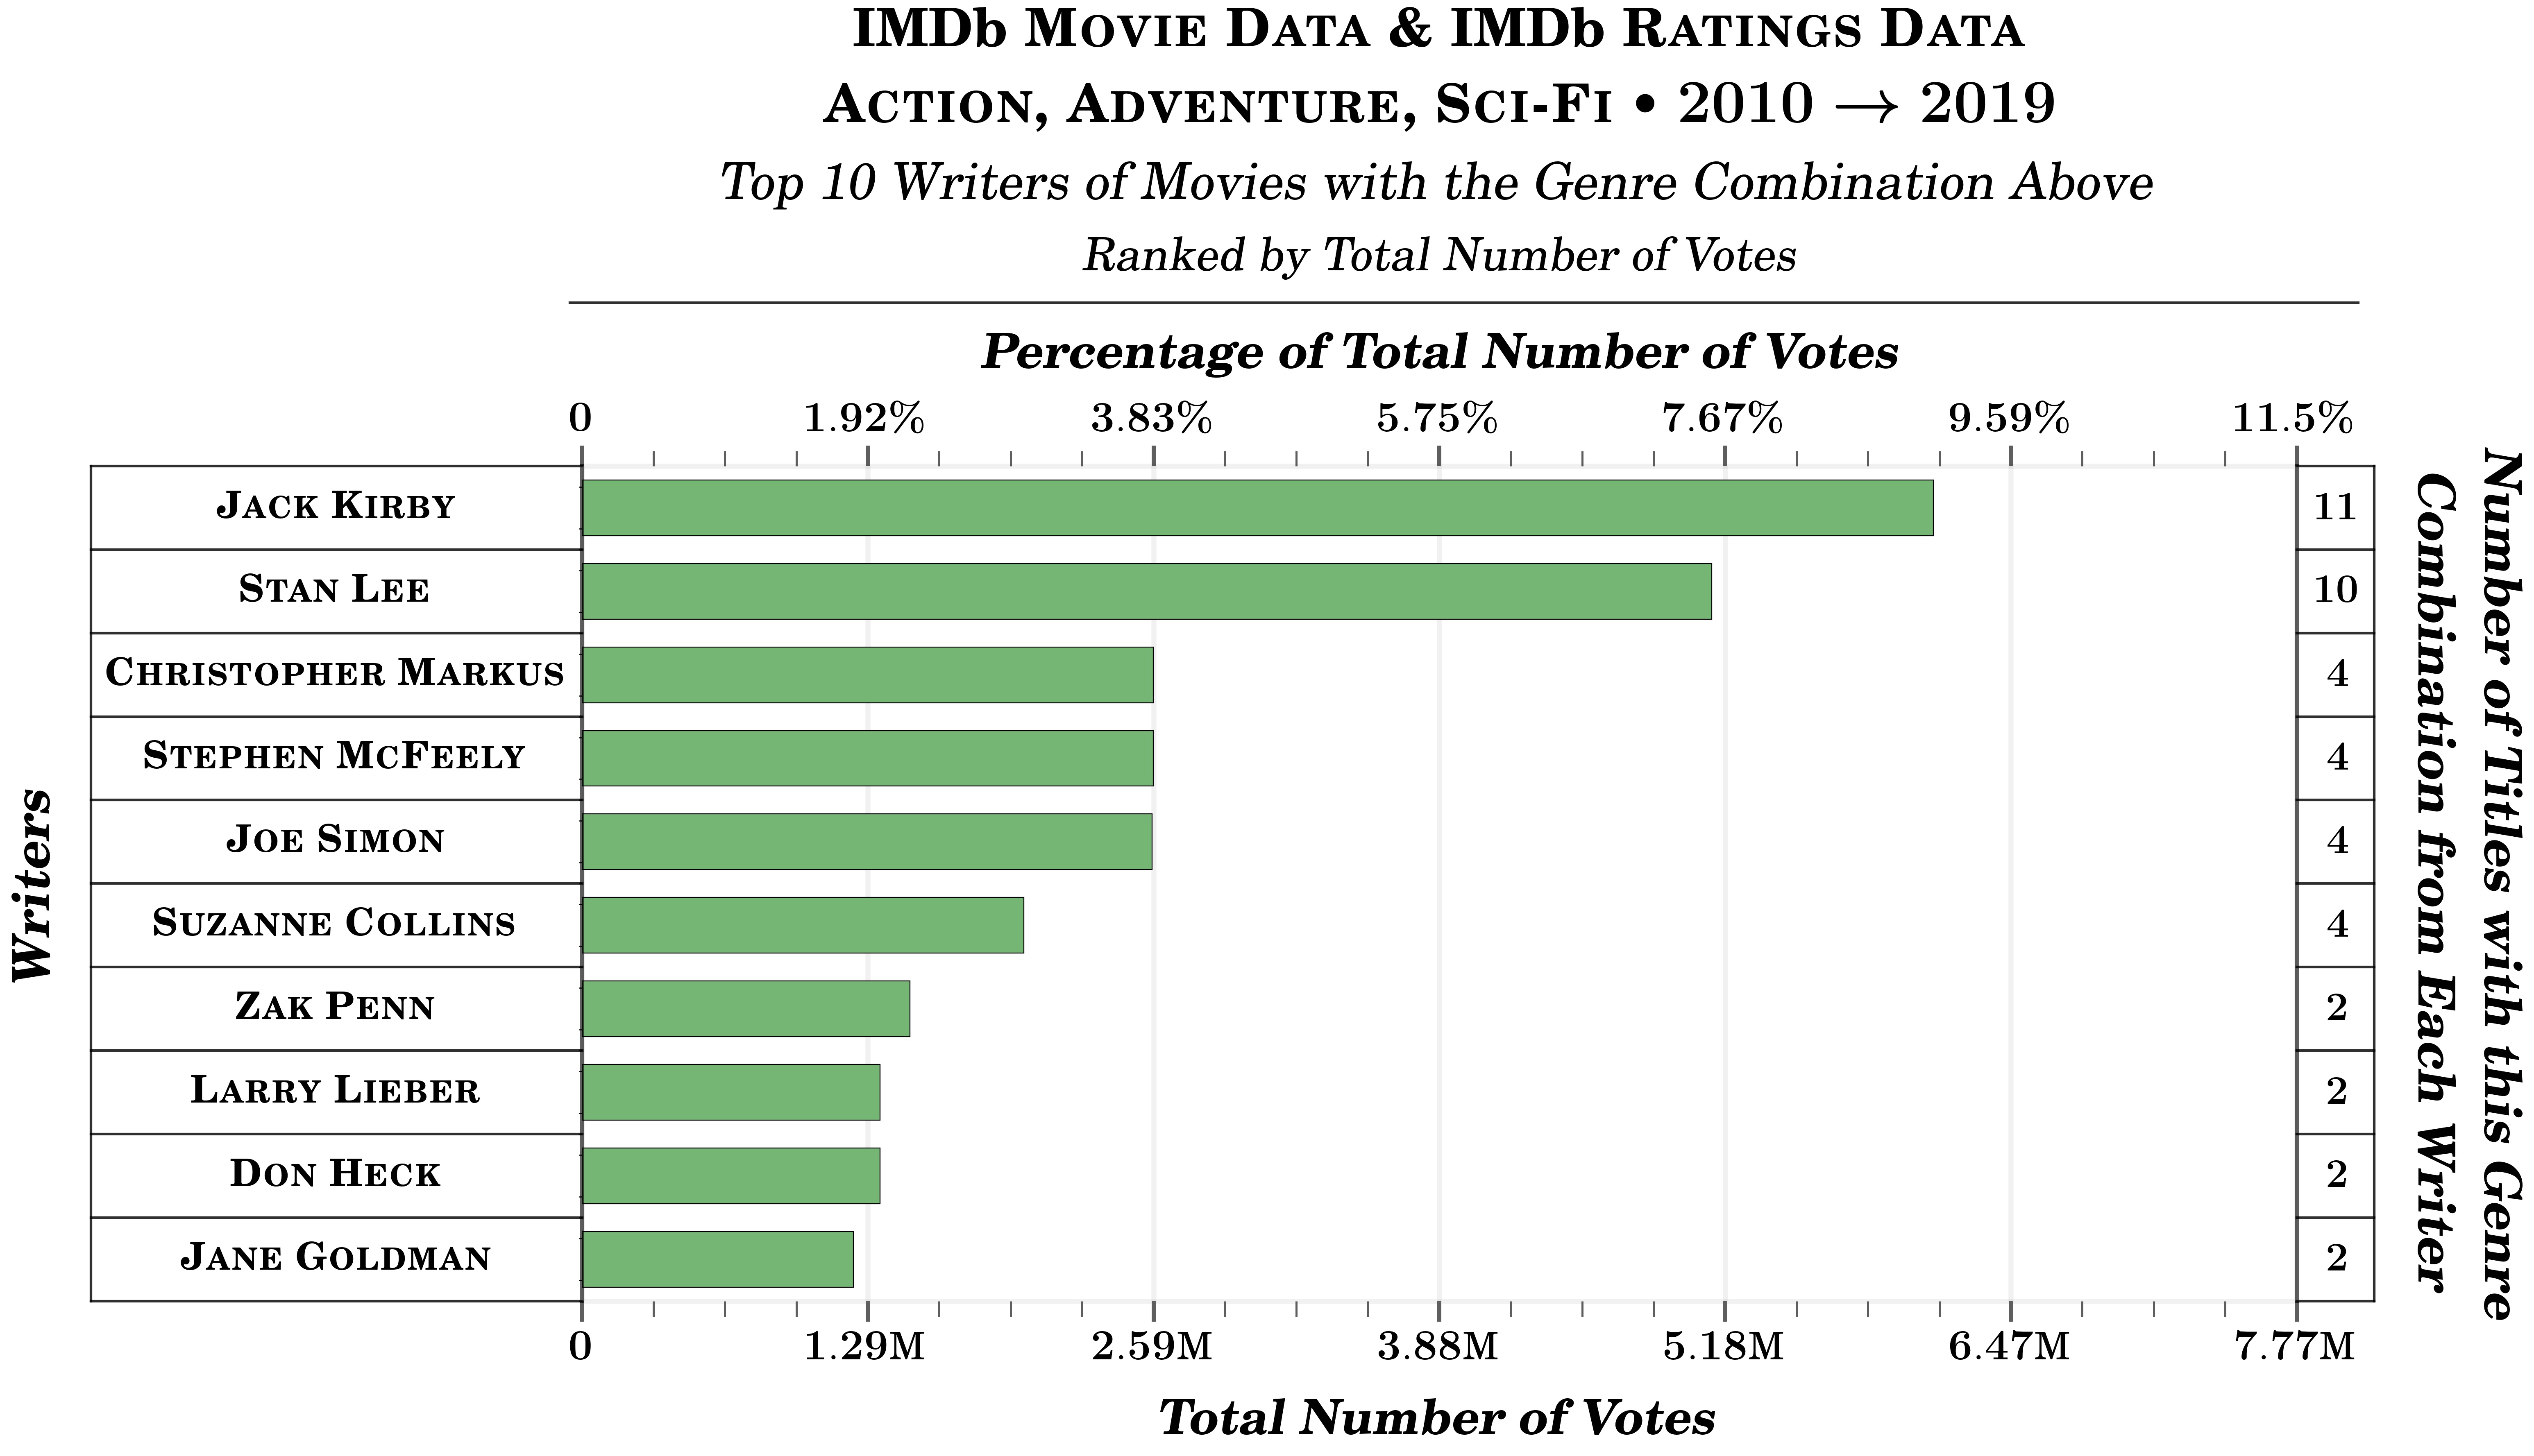 IMDb Movie Data & IMDb Ratings Data
Action, Adventure, Sci-Fi • 2010 → 2019
Top 10 Writers of Movies with the Genre Combination Above
Ranked by Total Number of Votes
Percentage of Total Number of Votes
0 1.92% 3.83% 5.75% 7.67% 9.59% 11.5%
Writers
Jack Kirby 11
Stan Lee 10
Christopher Markus 4
Stephen McFeely 4
Joe Simon 4
Suzanne Collins 4
Zak Penn 2
Larry Lieber 2
Don Heck 2
Jane Goldman 2
Number of Titles with this Genre
Combination from Each Writer
0 1.29M 2.59M 3.88M 5.18M 6.47M 7.77M
Total Number of Votes